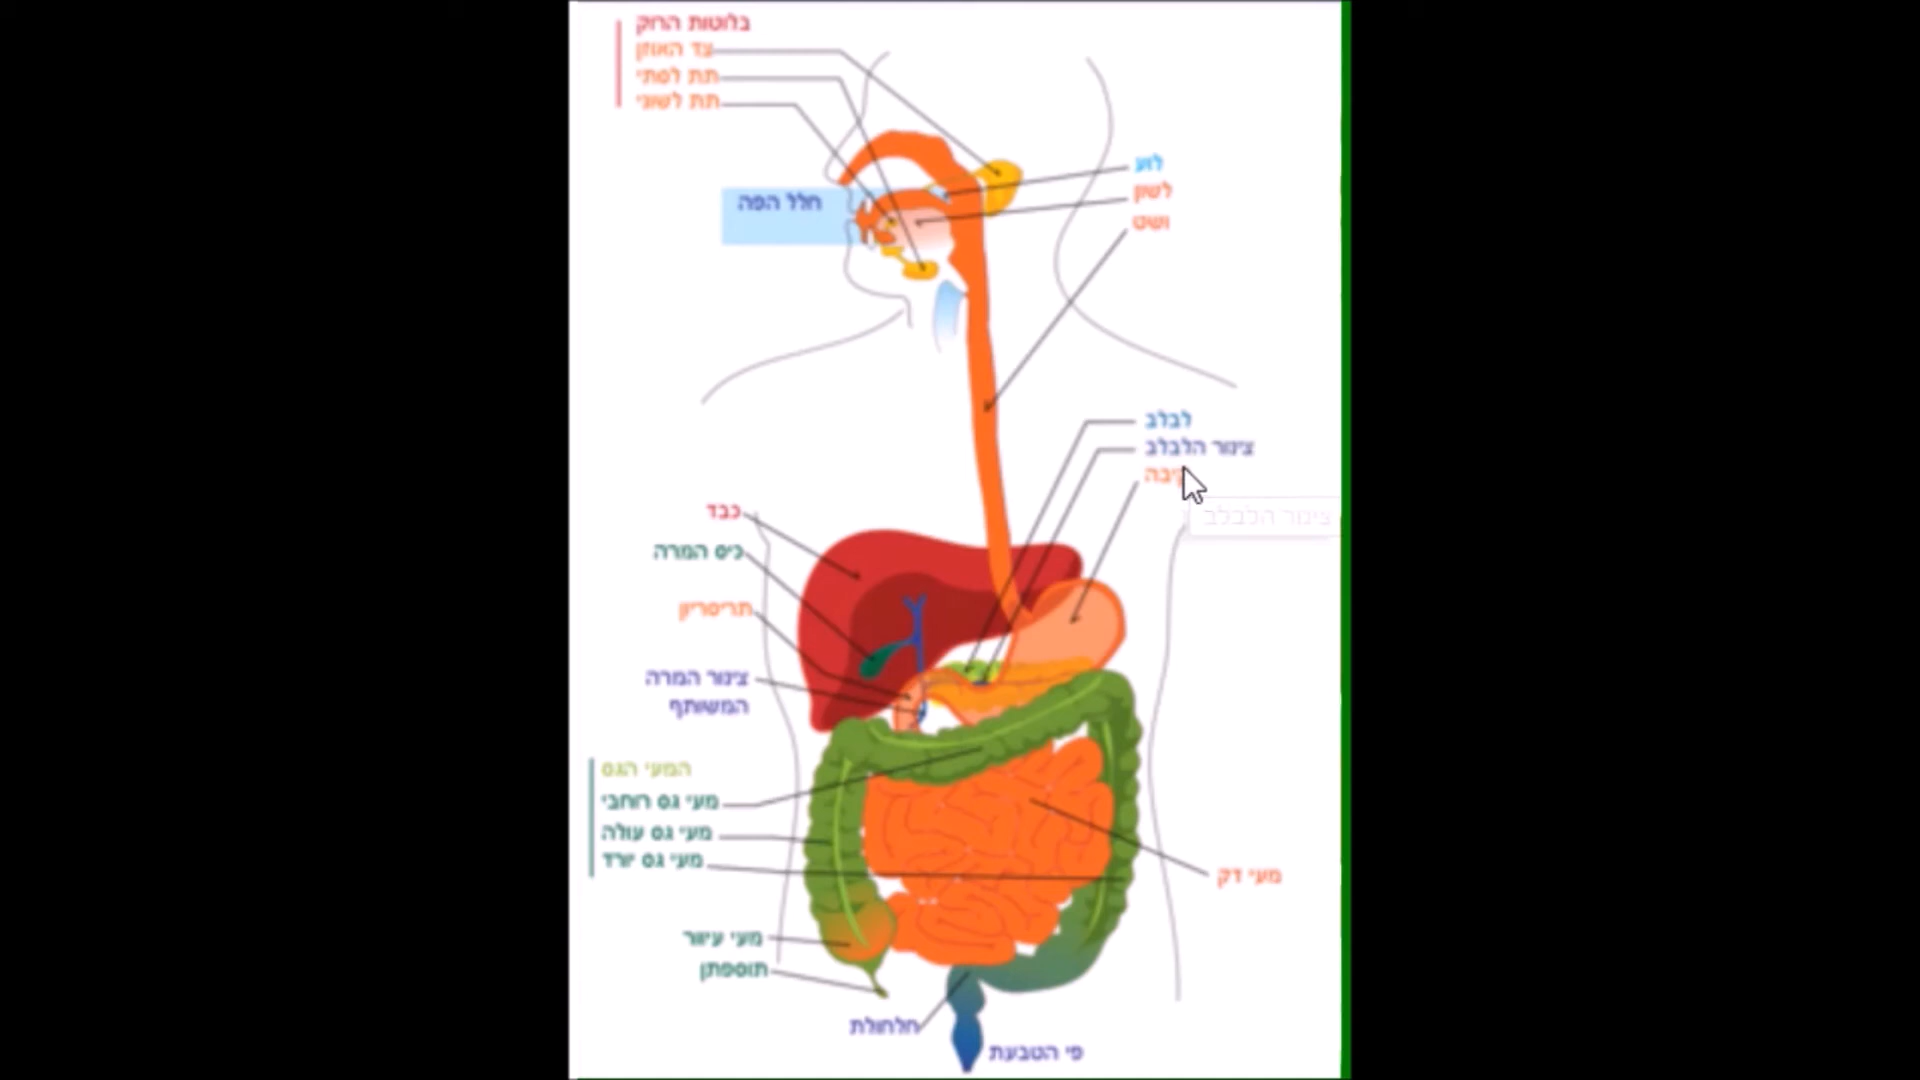 בלוטות הרוק
צד האוזן
תת לסתי
תת לשוני
לוע
לשון
ושט
חלל הפה
לבלב
צינור הלבלב
קיבה
צינור הלבלב
כבד
כיס המרה
תריסריון
צינור המרה
המשותף
המעי הגס
מעי גס רוחבי
מעי גס עולה
מעי גס יורד
מעי דק
מעי עיוור
תוספתן
חלחולת
פי הטבעת